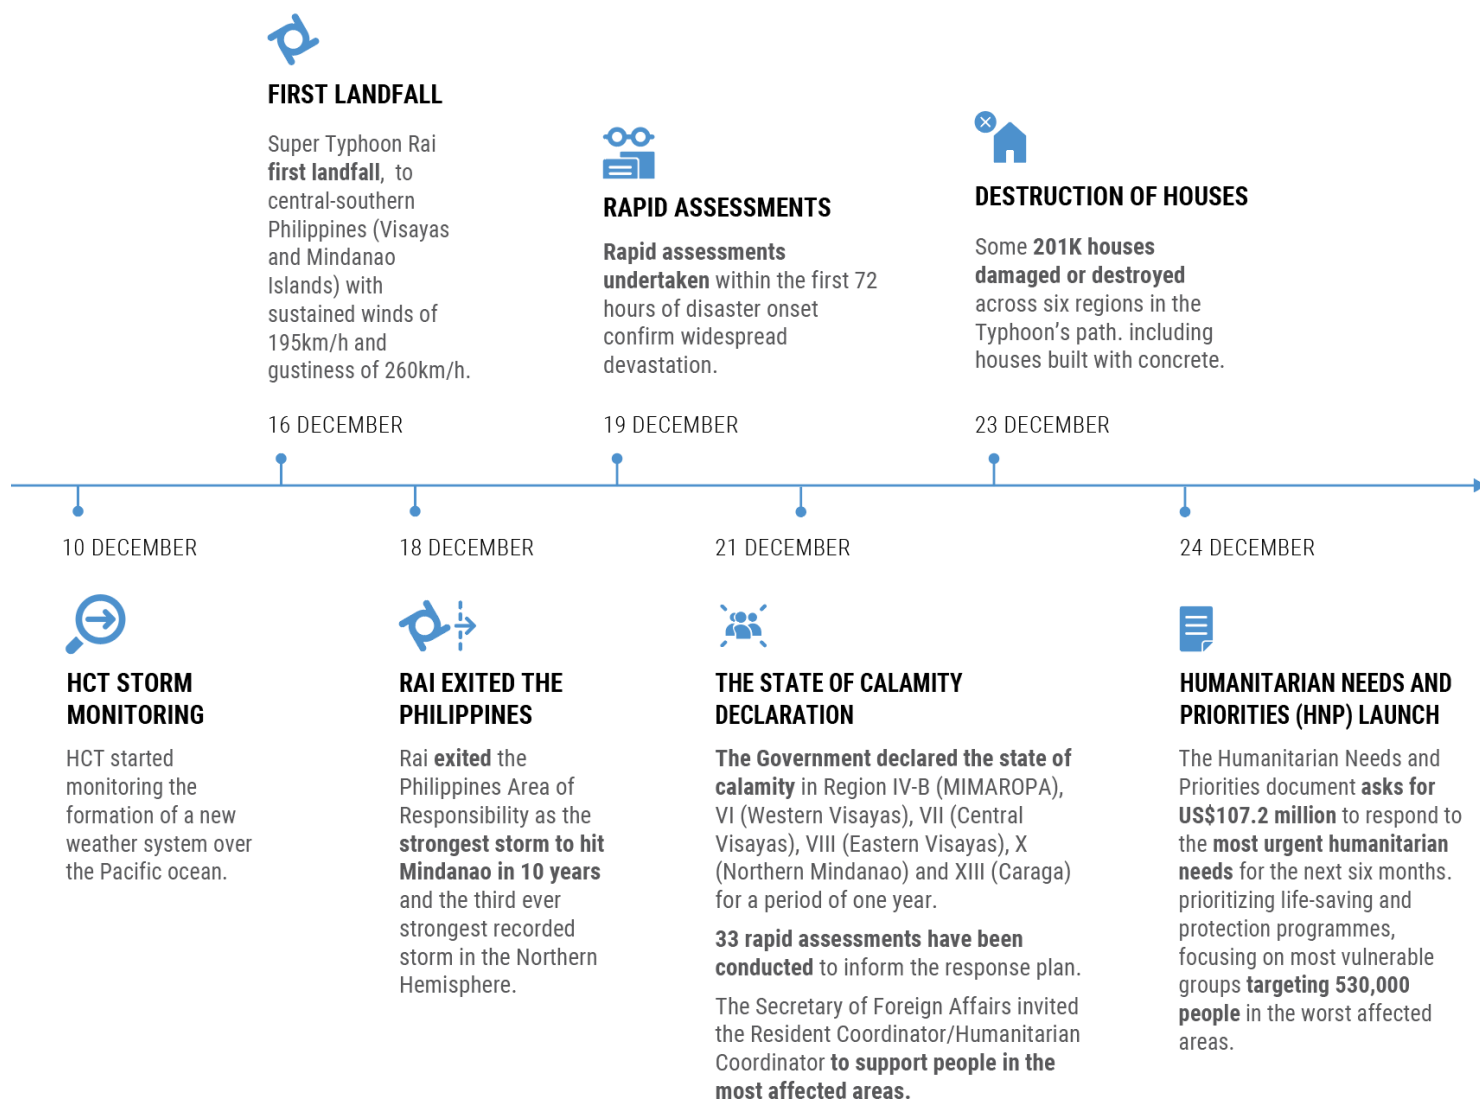 FIRST LANDFALL
Super Typhoon Rai
first landfall, to
central-southern
Philippines (Visayas
and Mindanao
Islands) with
sustained winds of
195km/h and
gustiness of 260km/h.
16 DECEMBER
RAPID ASSESSMENTS
Rapid assessments
undertaken within the first 72
hours of disaster onset
confirm widespread
devastation.
19 DECEMBER
DESTRUCTION OF HOUSES
Some 201K houses
damaged or destroyed
across six regions in the
Typhoon’s path. including
houses built with concrete.
23 DECEMBER
10 DECEMBER
HCT STORM
MONITORING
HCT started
monitoring the
formation of a new
weather system over
the Pacific ocean.
18 DECEMBER
RAI EXITED THE
PHILIPPINES
Rai exited the
Philippines Area of
Responsibility as the
strongest storm to hit
Mindanao in 10 years
and the third ever
strongest recorded
storm in the Northern
Hemisphere.
21 DECEMBER
THE STATE OF CALAMITY
DECLARATION
The Government declared the state of
calamity in Region IV-B (MIMAROPA),
VI (Western Visayas), VII (Central
Visayas), VIII (Eastern Visayas), X
(Northern Mindanao) and XIII (Caraga)
for a period of one year.
33 rapid assessments have been
conducted to inform the response plan.
The Secretary of Foreign Affairs invited
the Resident Coordinator/Humanitarian
Coordinator to support people in the
most affected areas.
24 DECEMBER
HUMANITARIAN NEEDS AND
PRIORITIES (HNP) LAUNCH
The Humanitarian Needs and
Priorities document asks for
US$107.2 million to respond to
the most urgent humanitarian
needs for the next six months.
prioritizing life-saving and
protection programmes,
focusing on most vulnerable
groups targeting 530,000
people in the worst affected
areas.